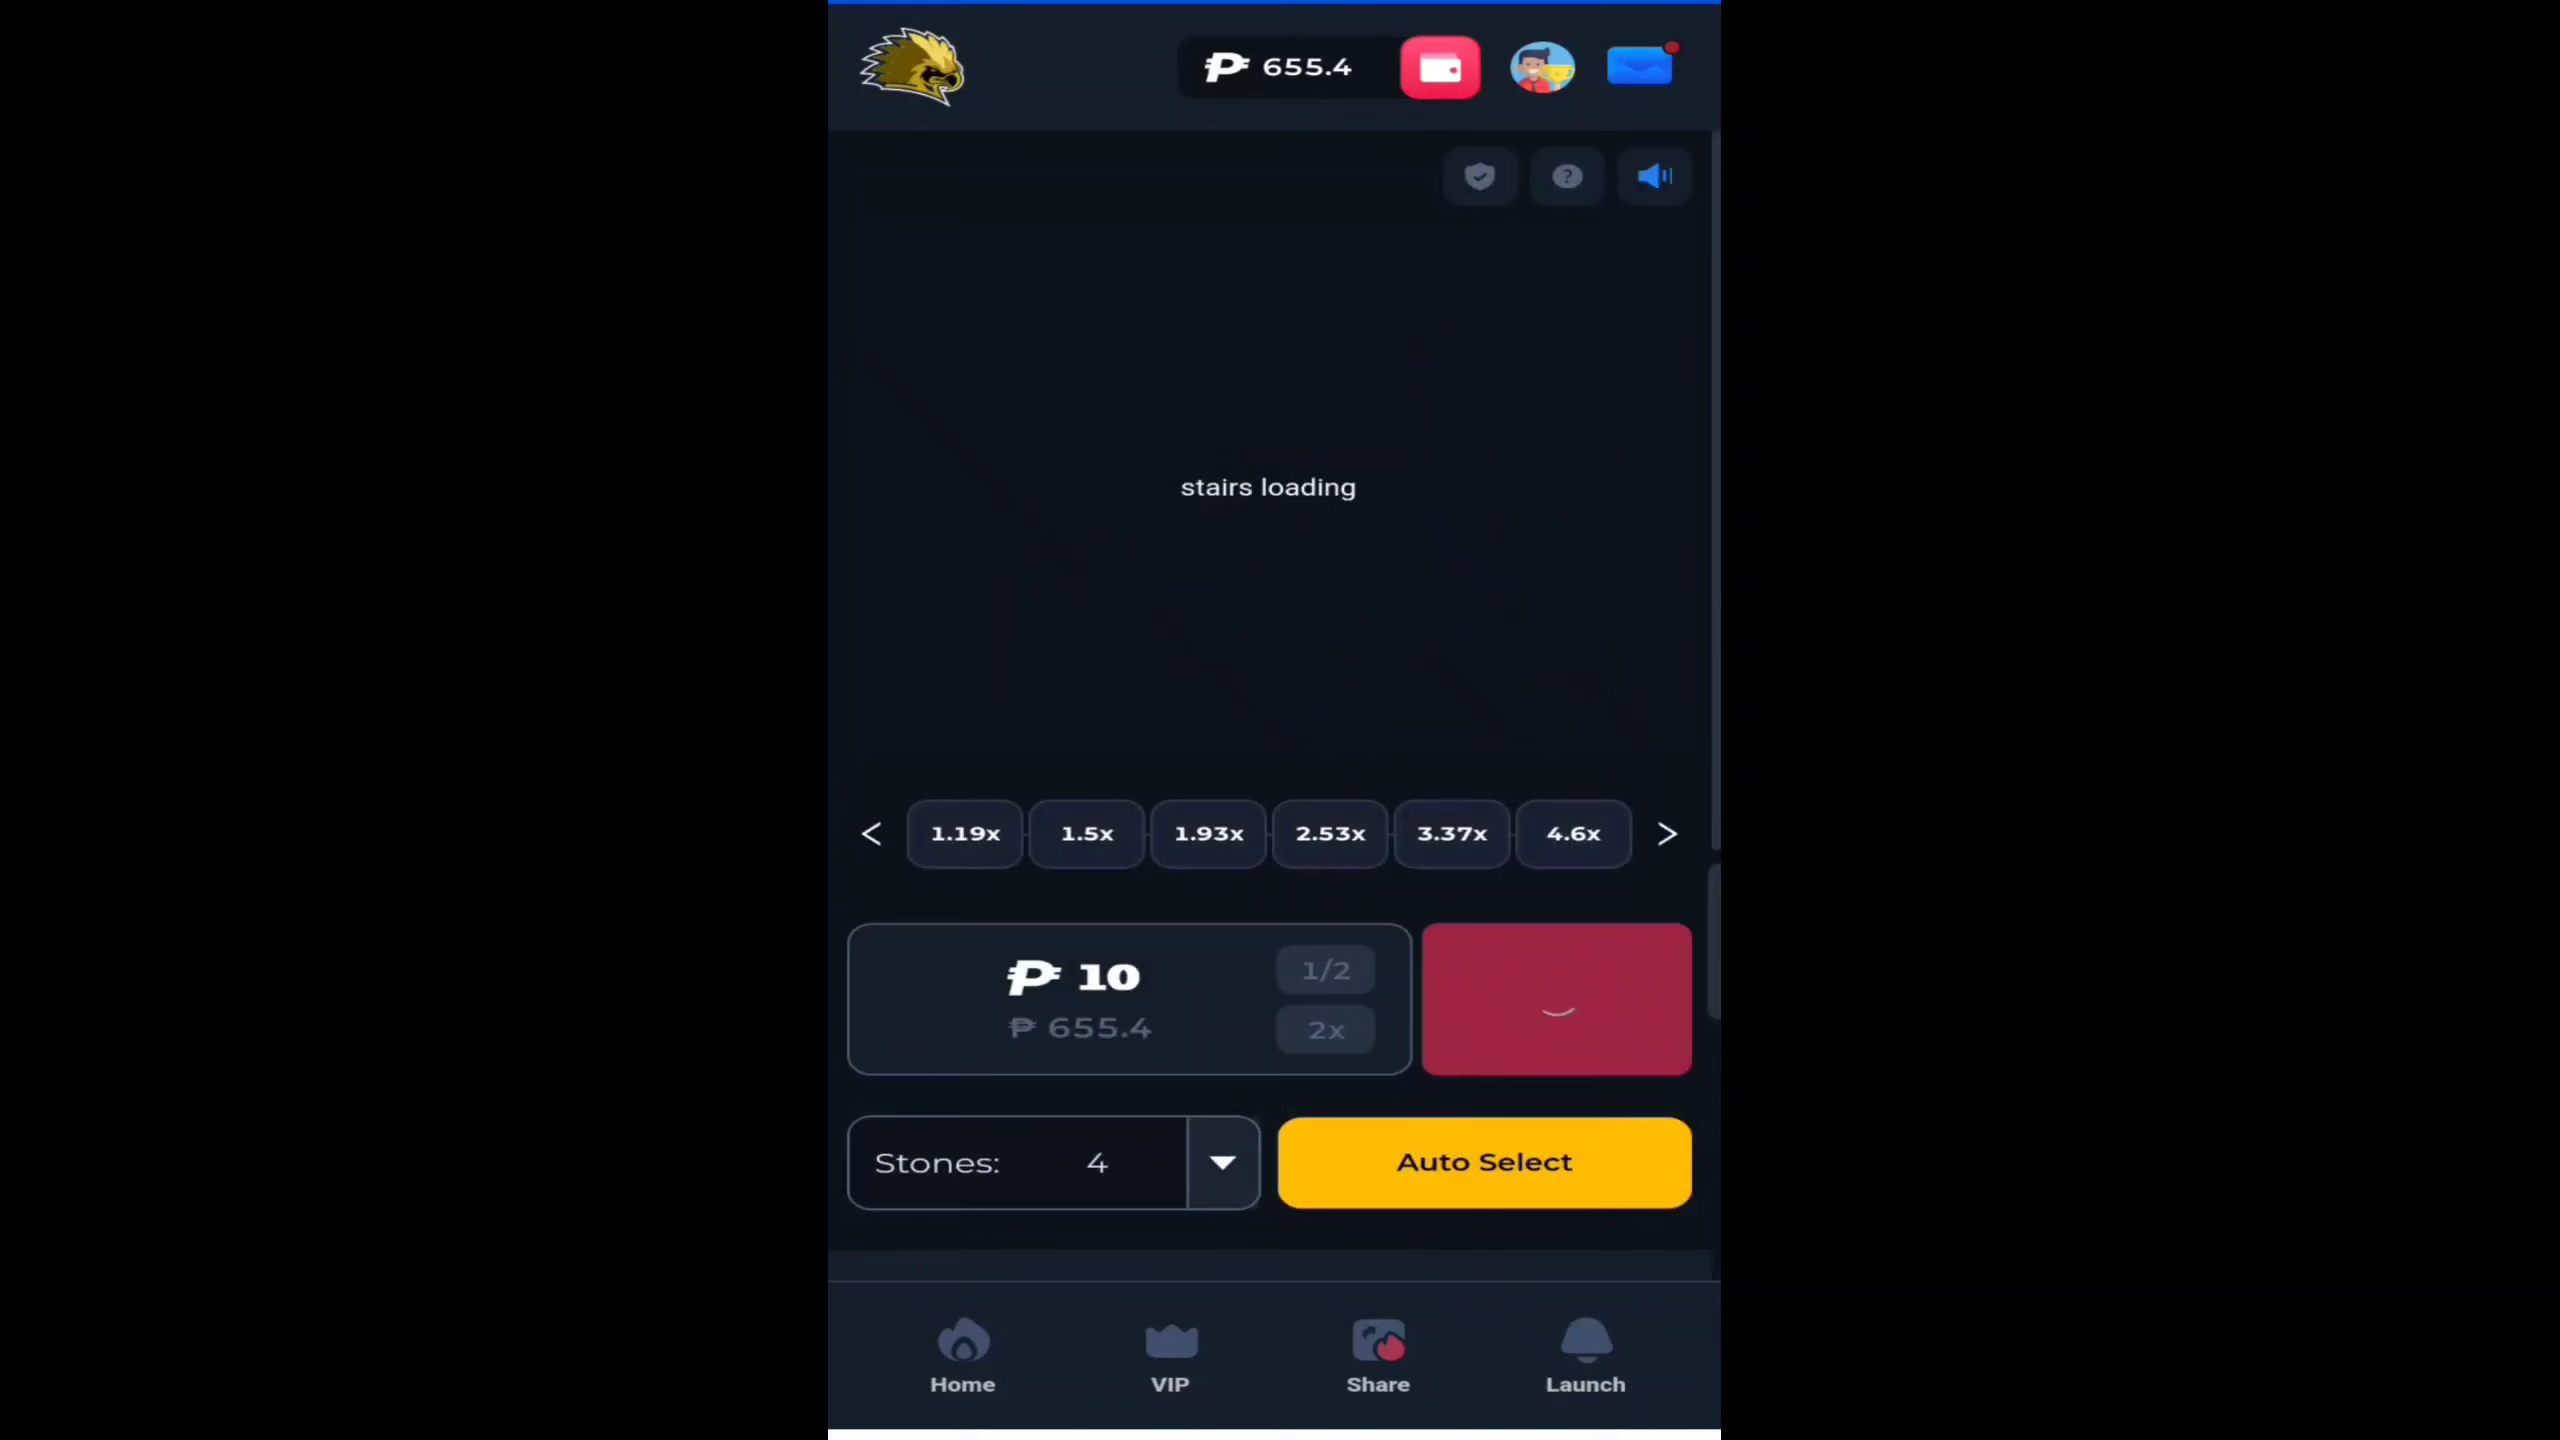 ₱ 655.4
stairs loading
< 1.19x 1.5x 1.93x 2.53x 3.37x 4.6x >
₱ 10
1/2
₱ 655.4
2x
Stones: 4
Auto Select
Home VIP Share Launch